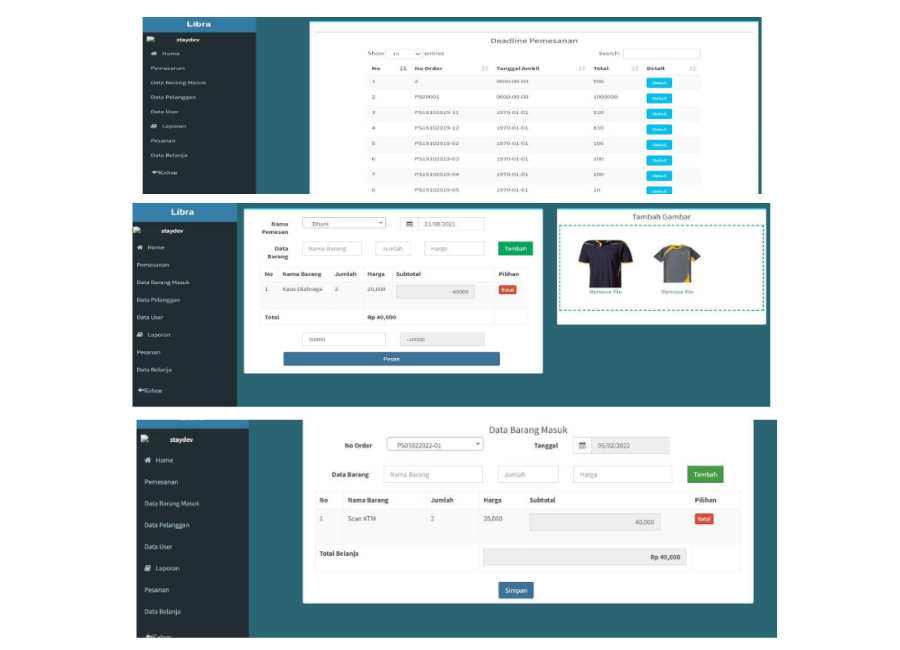 Libra
staydev
Home
Pemesanan
Data Barang Masuk
Data Pelanggan
Data User
Laporan
Pesanan
Data Belanja
Keluar
Deadline Pemesanan
Show 10 entries Search:
No No Order Tanggal Ambil Total Detail
1 2 0000-00-00 500 Detail
2 PS00001 0000-00-00 1000000 Detail
3 PS18102019-11 1970-01-01 810 Detail
4 PS18102019-12 1970-01-01 810 Detail
5 PS19102019-02 1970-01-01 100 Detail
6 PS19102019-03 1970-01-01 100 Detail
7 PS19102019-04 1970-01-01 200 Detail
8 PS19102019-05 1970-01-01 10 Detail
Libra
staydev
Home
Pemesanan
Data Barang Masuk
Data Pelanggan
Data User
Laporan
Pesanan
Data Belanja
Keluar
Nama Pemesan Dhani 21/08/2021
Data Barang Nama Barang Jumlah Harga Tambah
No Nama Barang Jumlah Harga Subtotal Pilihan
1 Kaos Olahraga 2 20,000 40000 Batal
Total Rp 40,000
30000 -10000
Pesan
Tambah Gambar
Remove file Remove file
staydev
Home
Pemesanan
Data Barang Masuk
Data Pelanggan
Data User
Laporan
Pesanan
Data Belanja
Data Barang Masuk
No Order PS05022022-01 Tanggal 05/02/2022
Data Barang Nama Barang Jumlah Harga Tambah
No Nama Barang Jumlah Harga Subtotal Pilihan
1 Scan KTM 2 20,000 40,000 Batal
Total Belanja Rp 40,000
Simpan